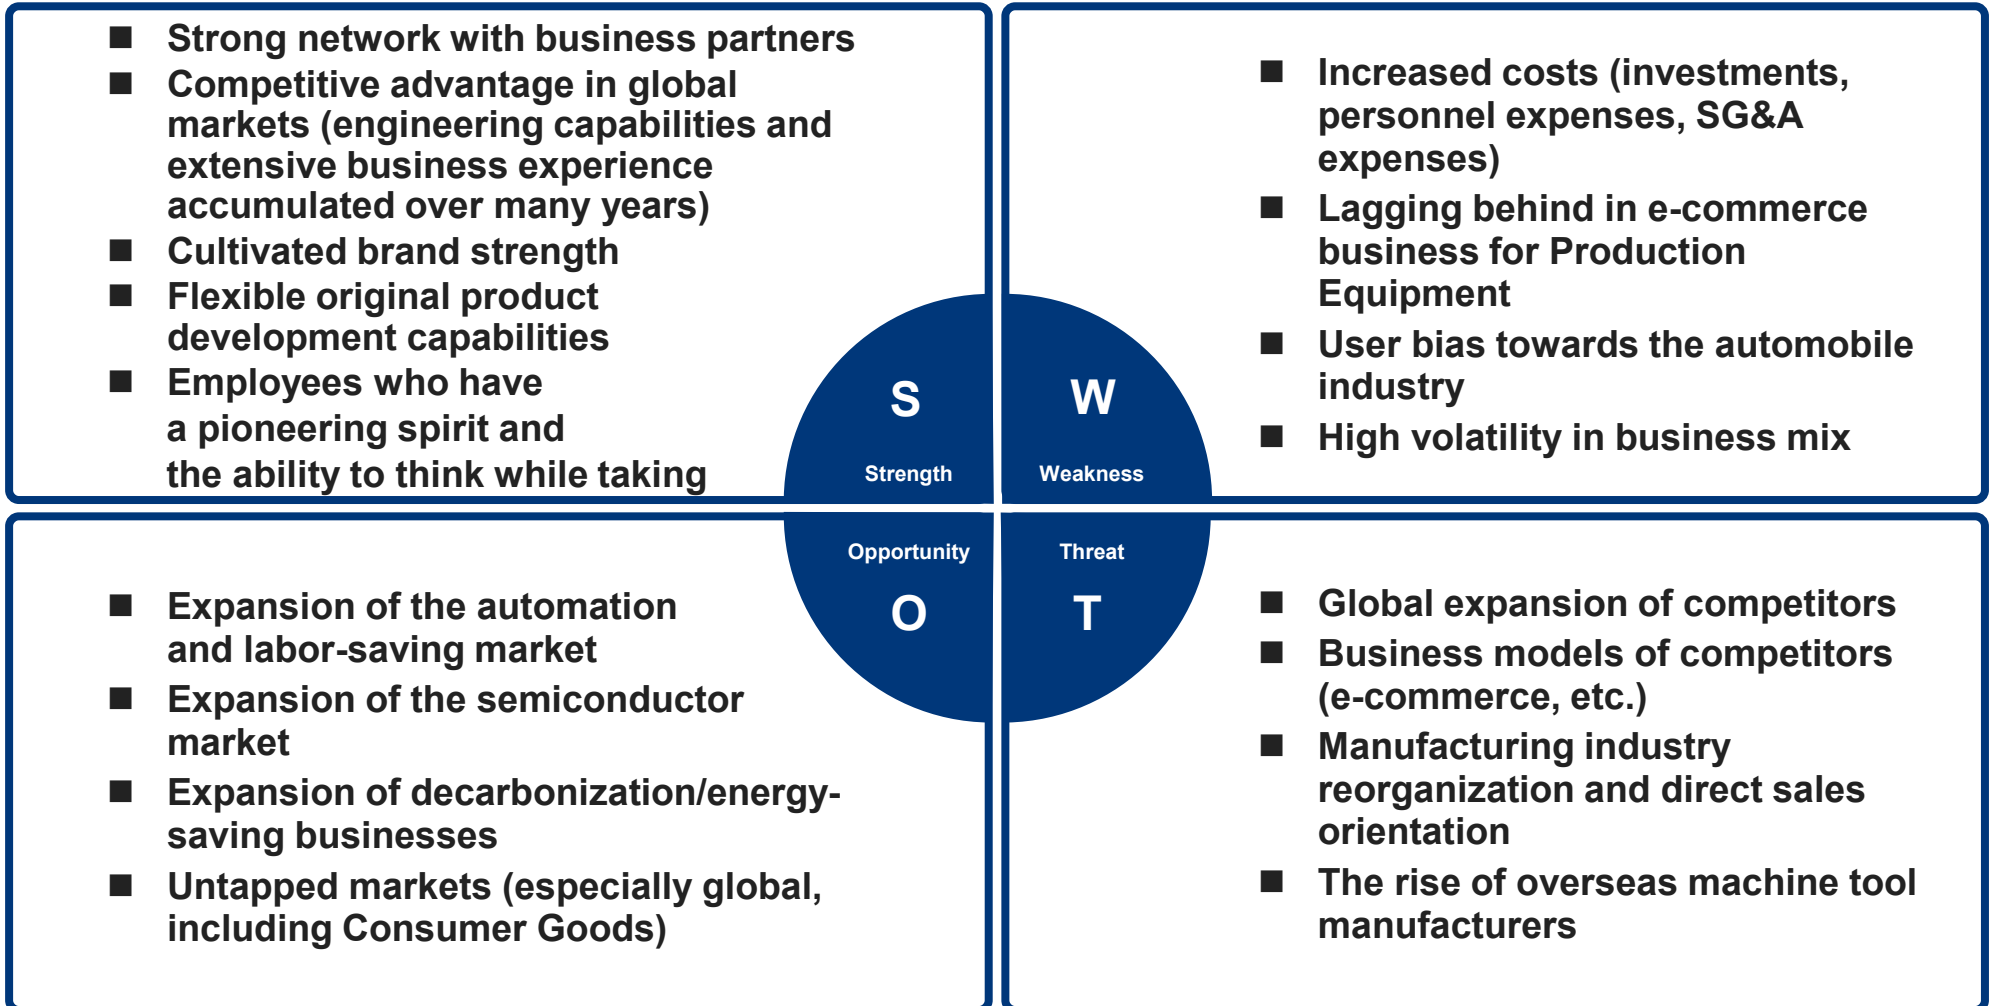 ■ Strong network with business partners
■ Competitive advantage in global
markets (engineering capabilities and
extensive business experience
accumulated over many years)
■ Cultivated brand strength
■ Flexible original product
development capabilities
■ Employees who have
a pioneering spirit and
the ability to think while taking
S
Strength
■ Increased costs (investments,
personnel expenses, SG&A
expenses)
■ Lagging behind in e-commerce
business for Production
Equipment
■ User bias towards the automobile
industry
■ High volatility in business mix
W
Weakness
Opportunity
O
■ Expansion of the automation
and labor-saving market
■ Expansion of the semiconductor
market
■ Expansion of decarbonization/energy-
saving businesses
■ Untapped markets (especially global,
including Consumer Goods)
Threat
T
■ Global expansion of competitors
■ Business models of competitors
(e-commerce, etc.)
■ Manufacturing industry
reorganization and direct sales
orientation
■ The rise of overseas machine tool
manufacturers